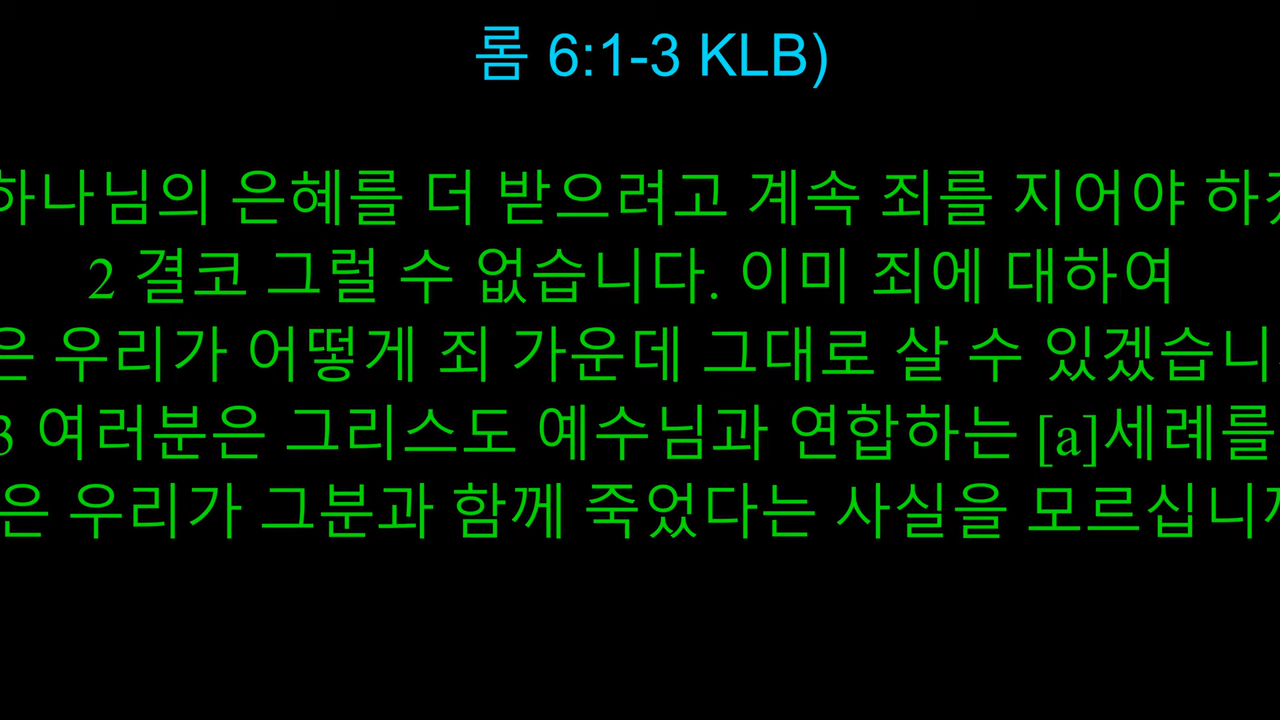 롬 6:1-3 KLB)
하나님의 은혜를 더 받으려고 계속 죄를 지어야
2 결코 그럴 수 없습니다. 이미 죄에 대하여
은 우리가 어떻게 죄 가운데 그대로 살 수 있겠습니
3 여러분은 그리스도 예수님과 연합하는 [a]세례를
은 우리가 그분과 함께 죽었다는 사실을 모르십니까